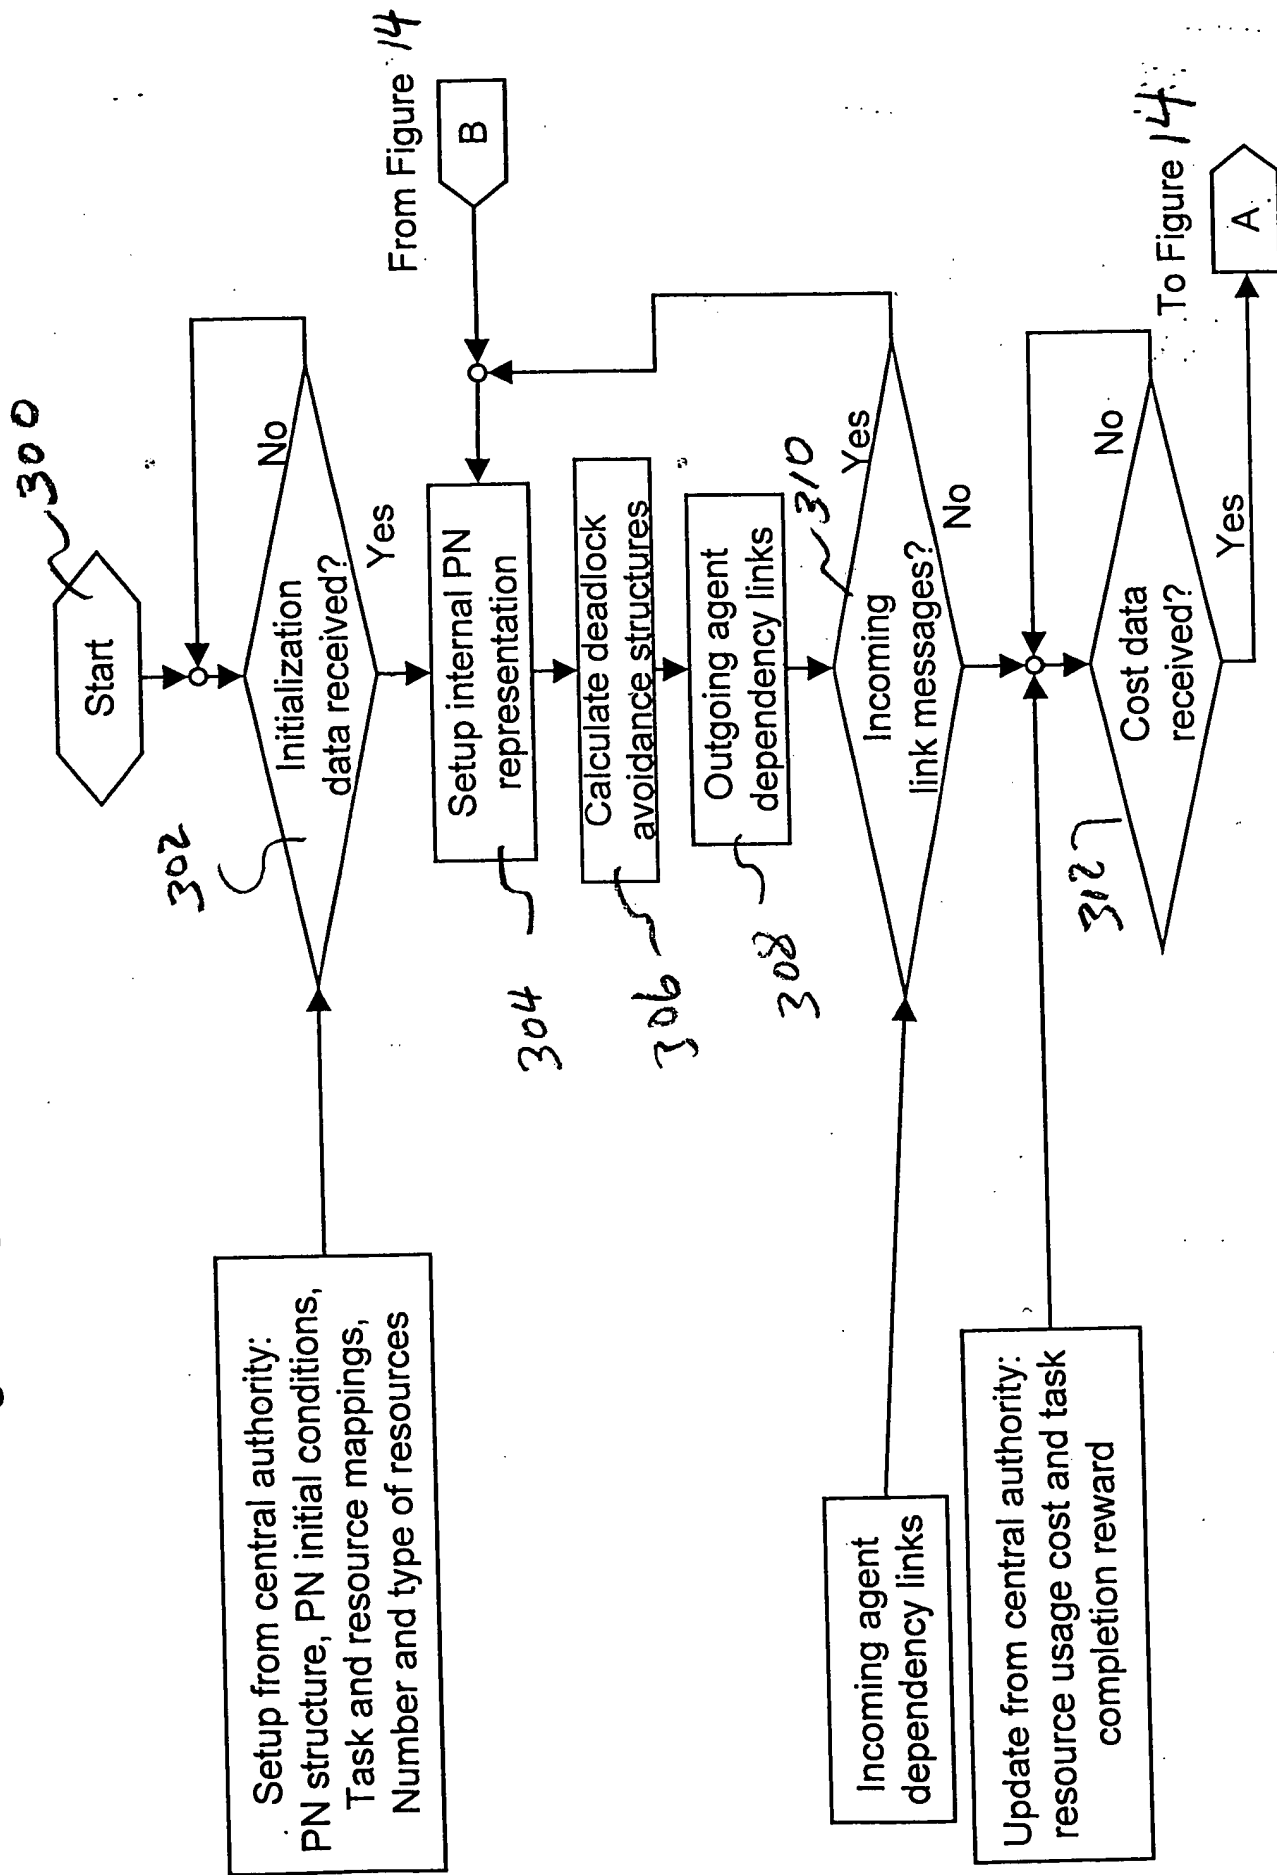 300
Start
302
Initialization
data received?
No
Yes
Setup from central authority:
PN structure, PN initial conditions,
Task and resource mappings,
Number and type of resources
From Figure 14
B
Setup internal PN
representation
304
Calculate deadlock
avoidance structures
306
Outgoing agent
dependency links
308
310
Incoming
link messages?
Yes
No
Incoming agent
dependency links
Update from central authority:
resource usage cost and task
completion reward
312
Cost data
received?
No
Yes
To Figure 14
A